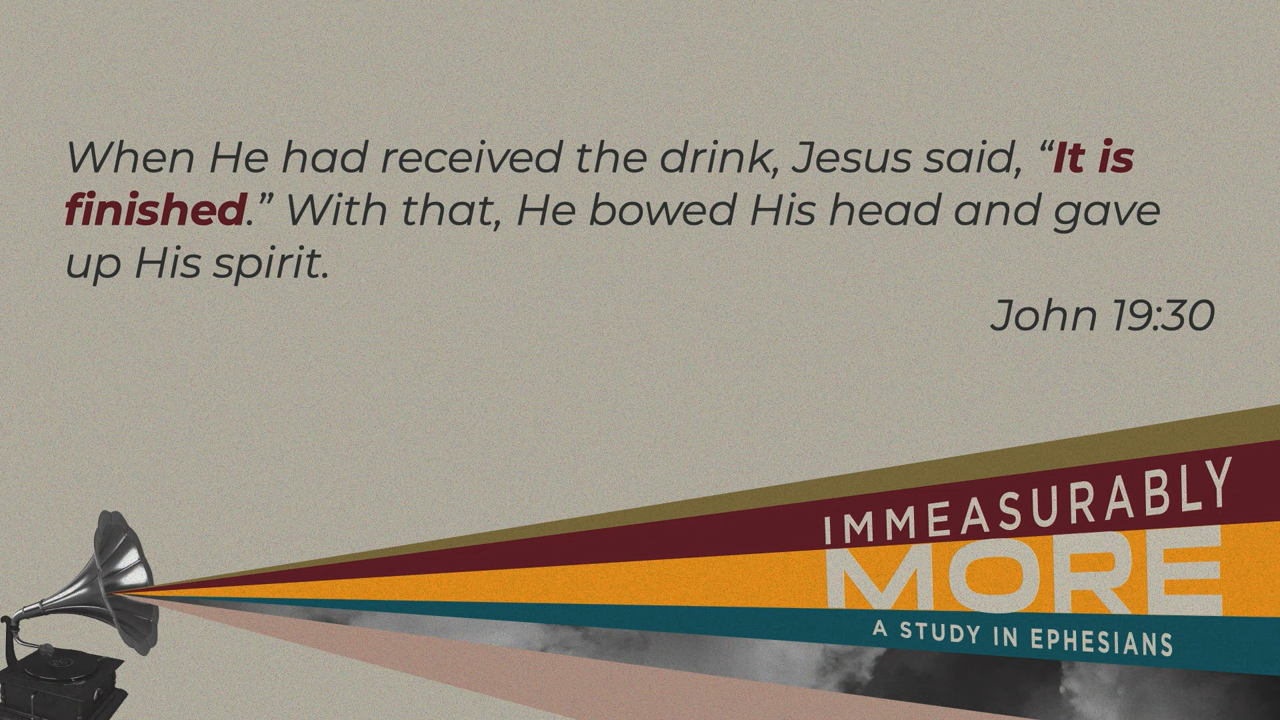 When He had received the drink, Jesus said, “It is
finished.” With that, He bowed His head and gave
up His spirit.
John 19:30
IMMEASURABLY
MORE
A STUDY IN EPHESIANS